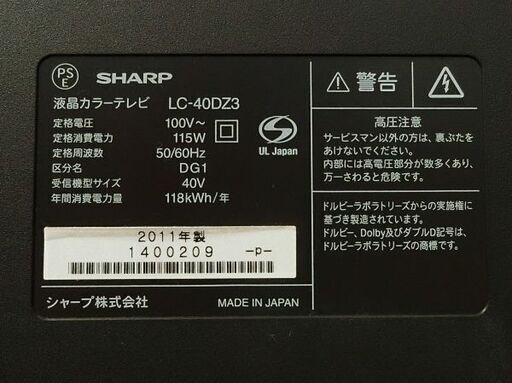 PS
E
SHARP
液晶カラーテレビ LC-40DZ3
定格電圧 100V~
定格消費電力 115W
定格周波数 50/60Hz
区分名 DG1
受信機型サイズ 40V
年間消費電力量 118kWh/年
UL Japan
2011年製
1400209 -p-
シャープ株式会社 MADE IN JAPAN
警告
高圧注意
サービスマン以外の方は、裏ぶたを
あけないでください。
内部には高電圧部分が数多くあり、
万一さわると危険です。
ドルビーラボラトリーズからの実施権に
基づき製造されています。
ドルビー、Dolby及びダブルD記号は、
ドルビーラボラトリーズの商標です。